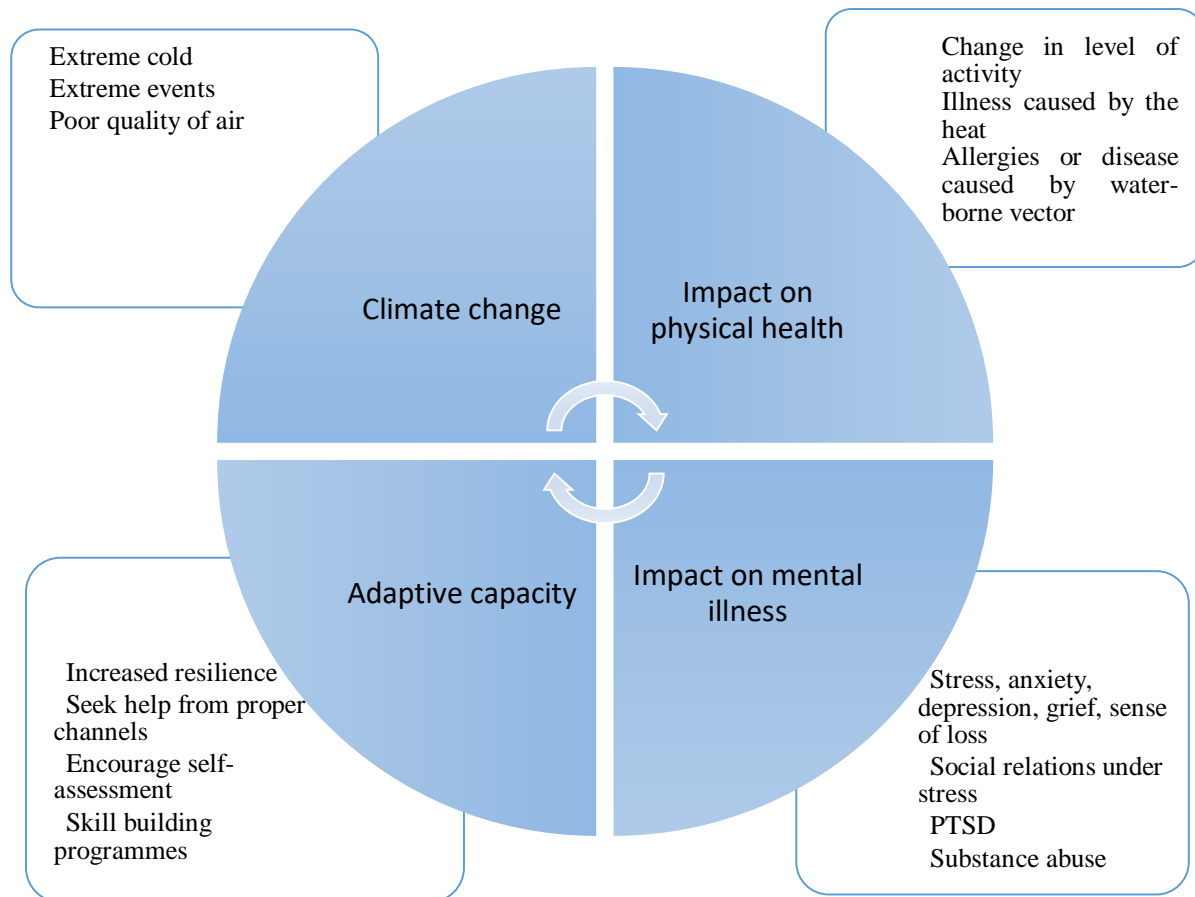 Extreme cold
Extreme events
Poor quality of air
Change in level of
activity
Illness caused by the
heat
Allergies or disease
caused by water-
borne vector
Climate change
Impact on
physical health
Adaptive capacity
Impact on mental
illness
Increased resilience
Seek help from proper
channels
Encourage self-
assessment
Skill building
programmes
Stress, anxiety,
depression, grief, sense
of loss
Social relations under
stress
PTSD
Substance abuse